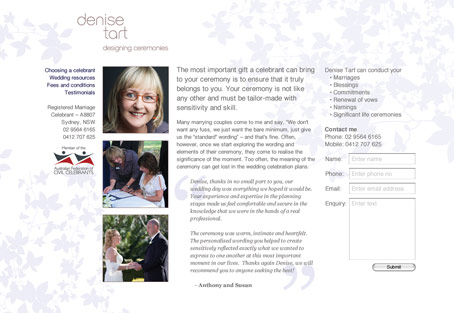 denise
tart
designing ceremonies
Choosing a celebrant
Wedding resources
Fees and conditions
Testimonials
Registered Marriage
Celebrant – A9807
Sydney, NSW
02 9564 6165
0412 707 625
Member of the
Australian Federation of
CIVIL CELEBRANTS
The most important gift a celebrant can bring
to your ceremony is to ensure that it truly
belongs to you. Your ceremony is not like
any other and must be tailor-made with
sensitivity and skill.
Many marrying couples come to me and say, "We don't
want any fuss, we just want the bare minimum, just give
us the "standard" wording" – and that's fine. Often,
however, once we start exploring the wording and
elements of their ceremony, they come to realise the
significance of the moment. Too often, the meaning of the
ceremony can get lost in the wedding celebration plans.
“
Denise, thanks in no small part to you, our
wedding day was everything we hoped it would be.
Your experience and expertise in the planning
stages made us feel comfortable and secure in the
knowledge that we were in the hands of a real
professional.
The ceremony was warm, intimate and heartfelt.
The personalised wording you helped to create
sensitively reflected exactly what we wanted to
express to one another at this most important
moment in our lives. Thanks again Denise, we will
recommend you to anyone seeking the best!
”
- Anthony and Susan
Denise Tart can conduct your
• Marriages
• Blessings
• Commitments
• Renewal of vows
• Namings
• Significant life ceremonies
Contact me
Phone: 02 9564 6165
Mobile: 0412 707 625
Name: Enter name
Phone: Enter phone no
Email: Enter email address
Enquiry: Enter text
Submit